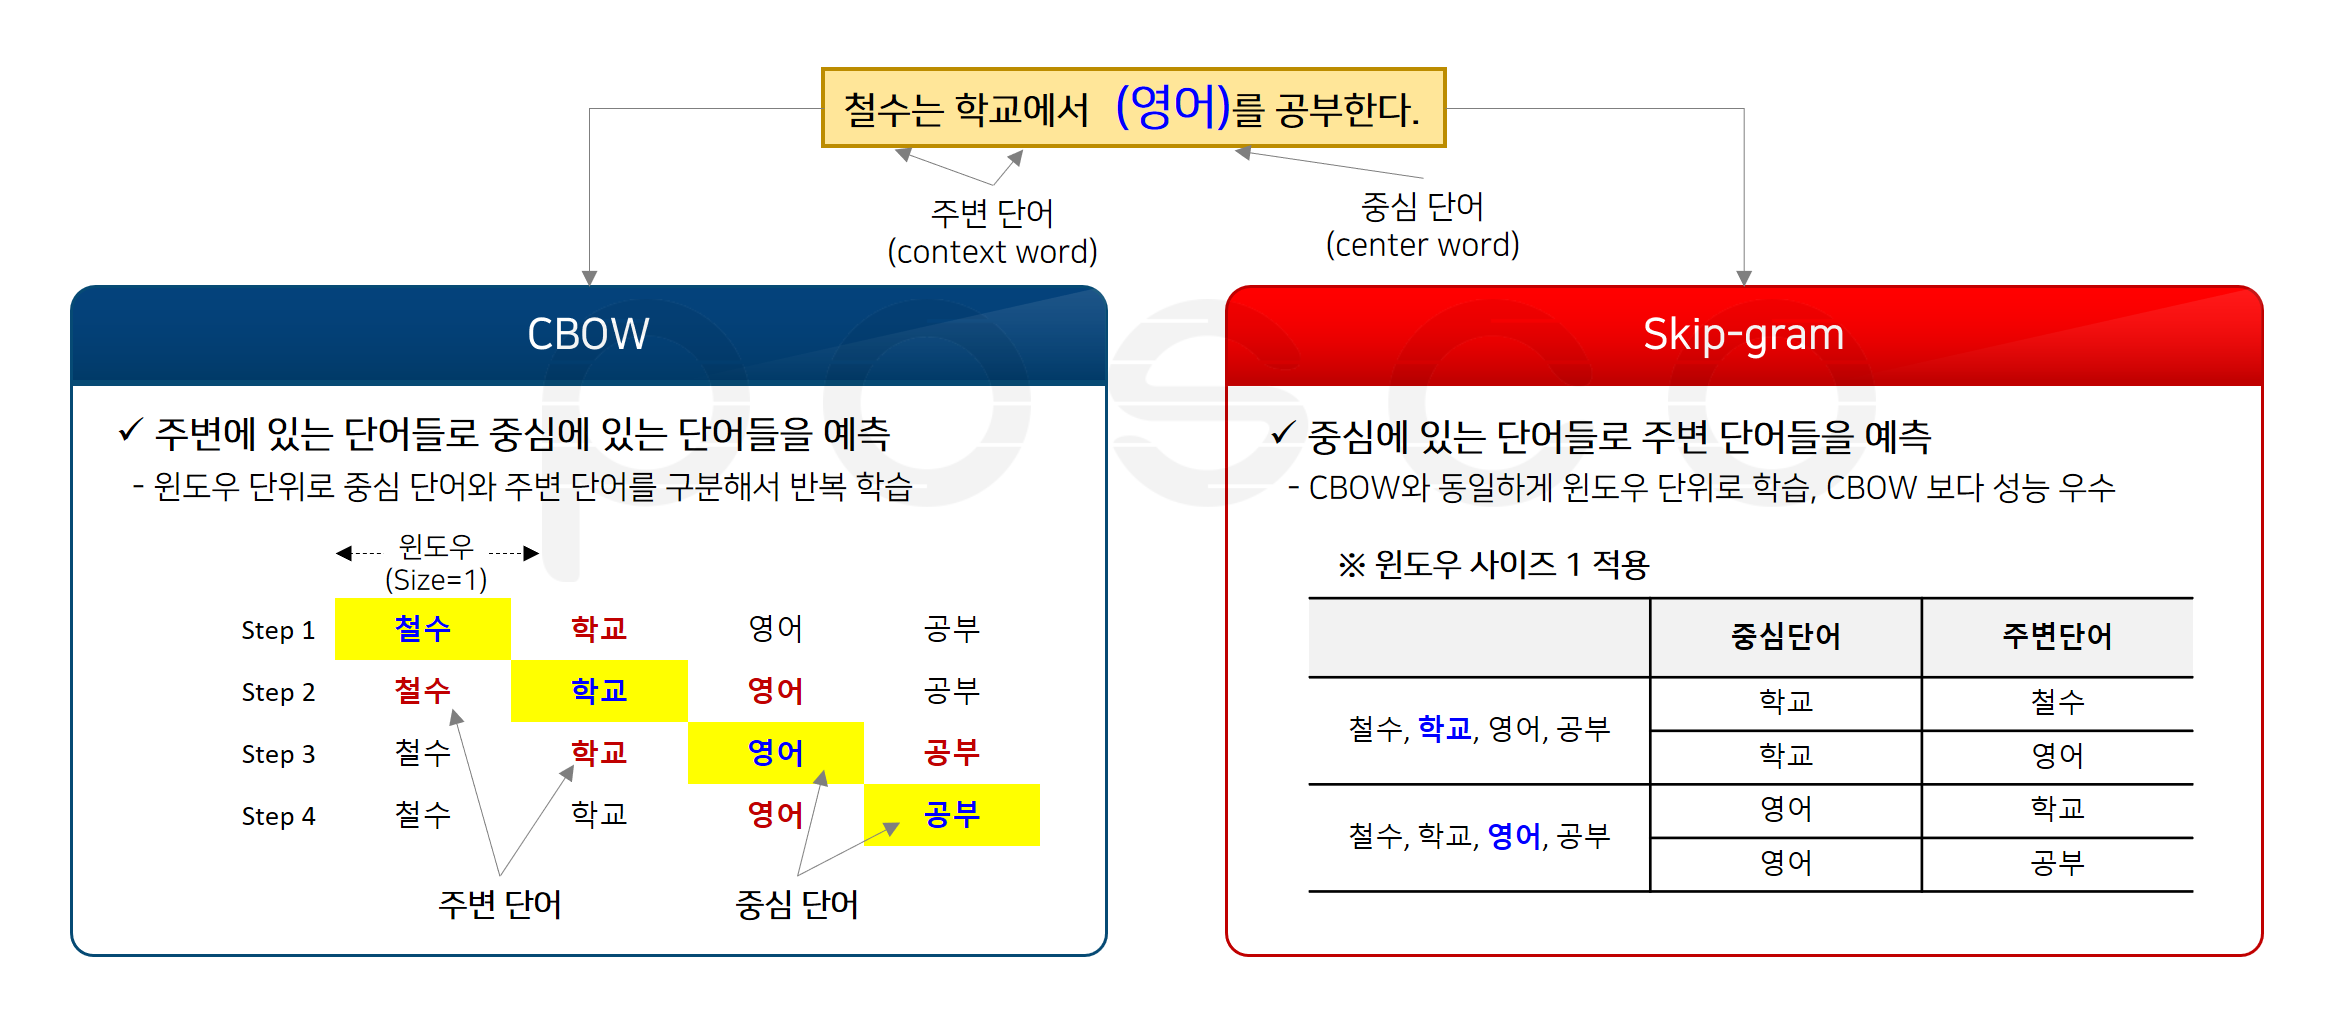 철수는 학교에서 (영어)를 공부한다.
주변 단어
(context word)
중심 단어
(center word)
CBOW
✓ 주변에 있는 단어들로 중심에 있는 단어들을 예측
- 윈도우 단위로 중심 단어와 주변 단어를 구분해서 반복 학습
윈도우
(Size=1)
Step 1 철수 학교 영어 공부
Step 2 철수 학교 영어 공부
Step 3 철수 학교 영어 공부
Step 4 철수 학교 영어 공부
주변 단어 중심 단어
Skip-gram
✓ 중심에 있는 단어들로 주변 단어들을 예측
- CBOW와 동일하게 윈도우 단위로 학습, CBOW 보다 성능 우수
※ 윈도우 사이즈 1 적용
중심단어 주변단어
철수, 학교, 영어, 공부
학교 철수
학교 영어
철수, 학교, 영어, 공부
영어 학교
영어 공부
posco